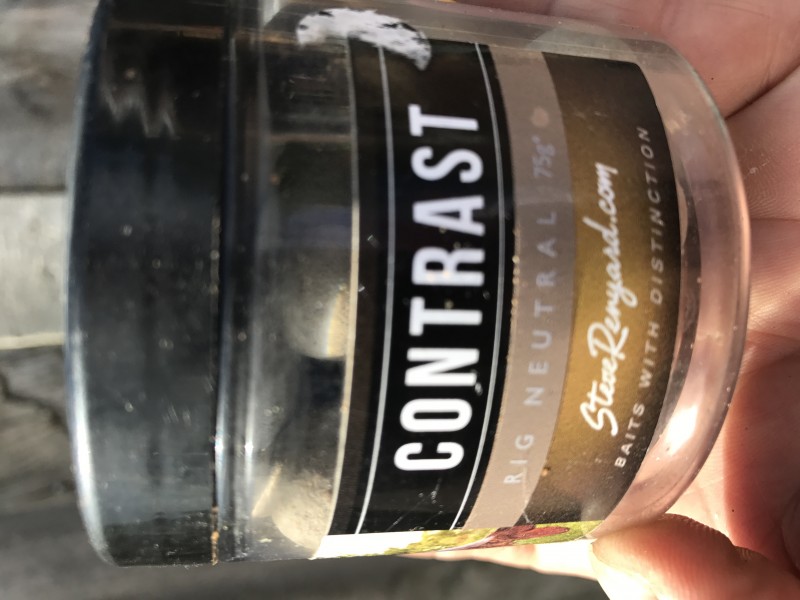 CONTRAST
RIG NEUTRAL 75g*
SteveRenyard.com
BAITS WITH DISTINCTION